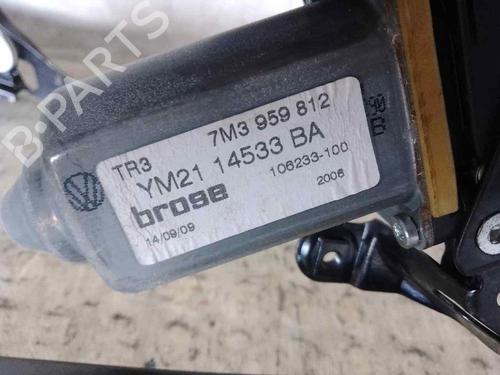 B-PARTS
TR3 7M3 959 812
YM21 14533 BA
brose 106233-100
14/09/09 2006